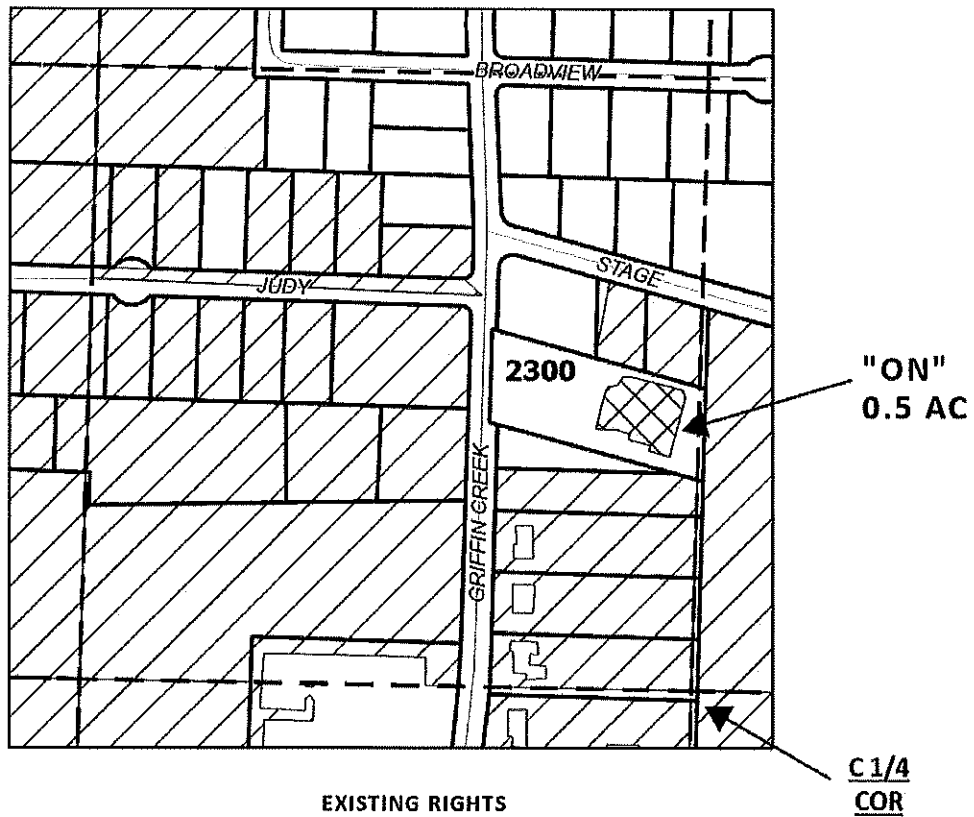 BROADVIEW
STAGE
JUDY
2300
"ON"
0.5 AC
GRIFFIN CREEK
C 1/4
COR
EXISTING RIGHTS